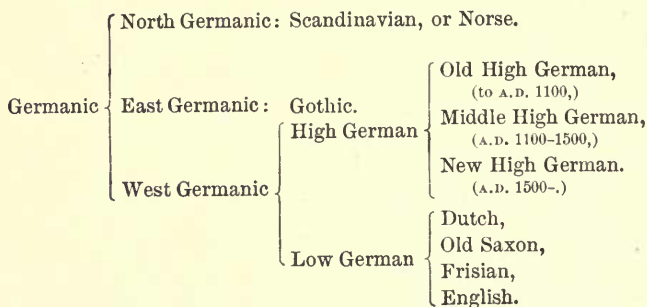 North Germanic: Scandinavian, or Norse.
Old High German,
(to A.D. 1100,)
Germanic
East Germanic: Gothic.
High German
Middle High German,
(A.D. 1100-1500,)
New High German.
(A.D. 1500-.)
West Germanic
Dutch,
Low German
Old Saxon,
Frisian,
English.